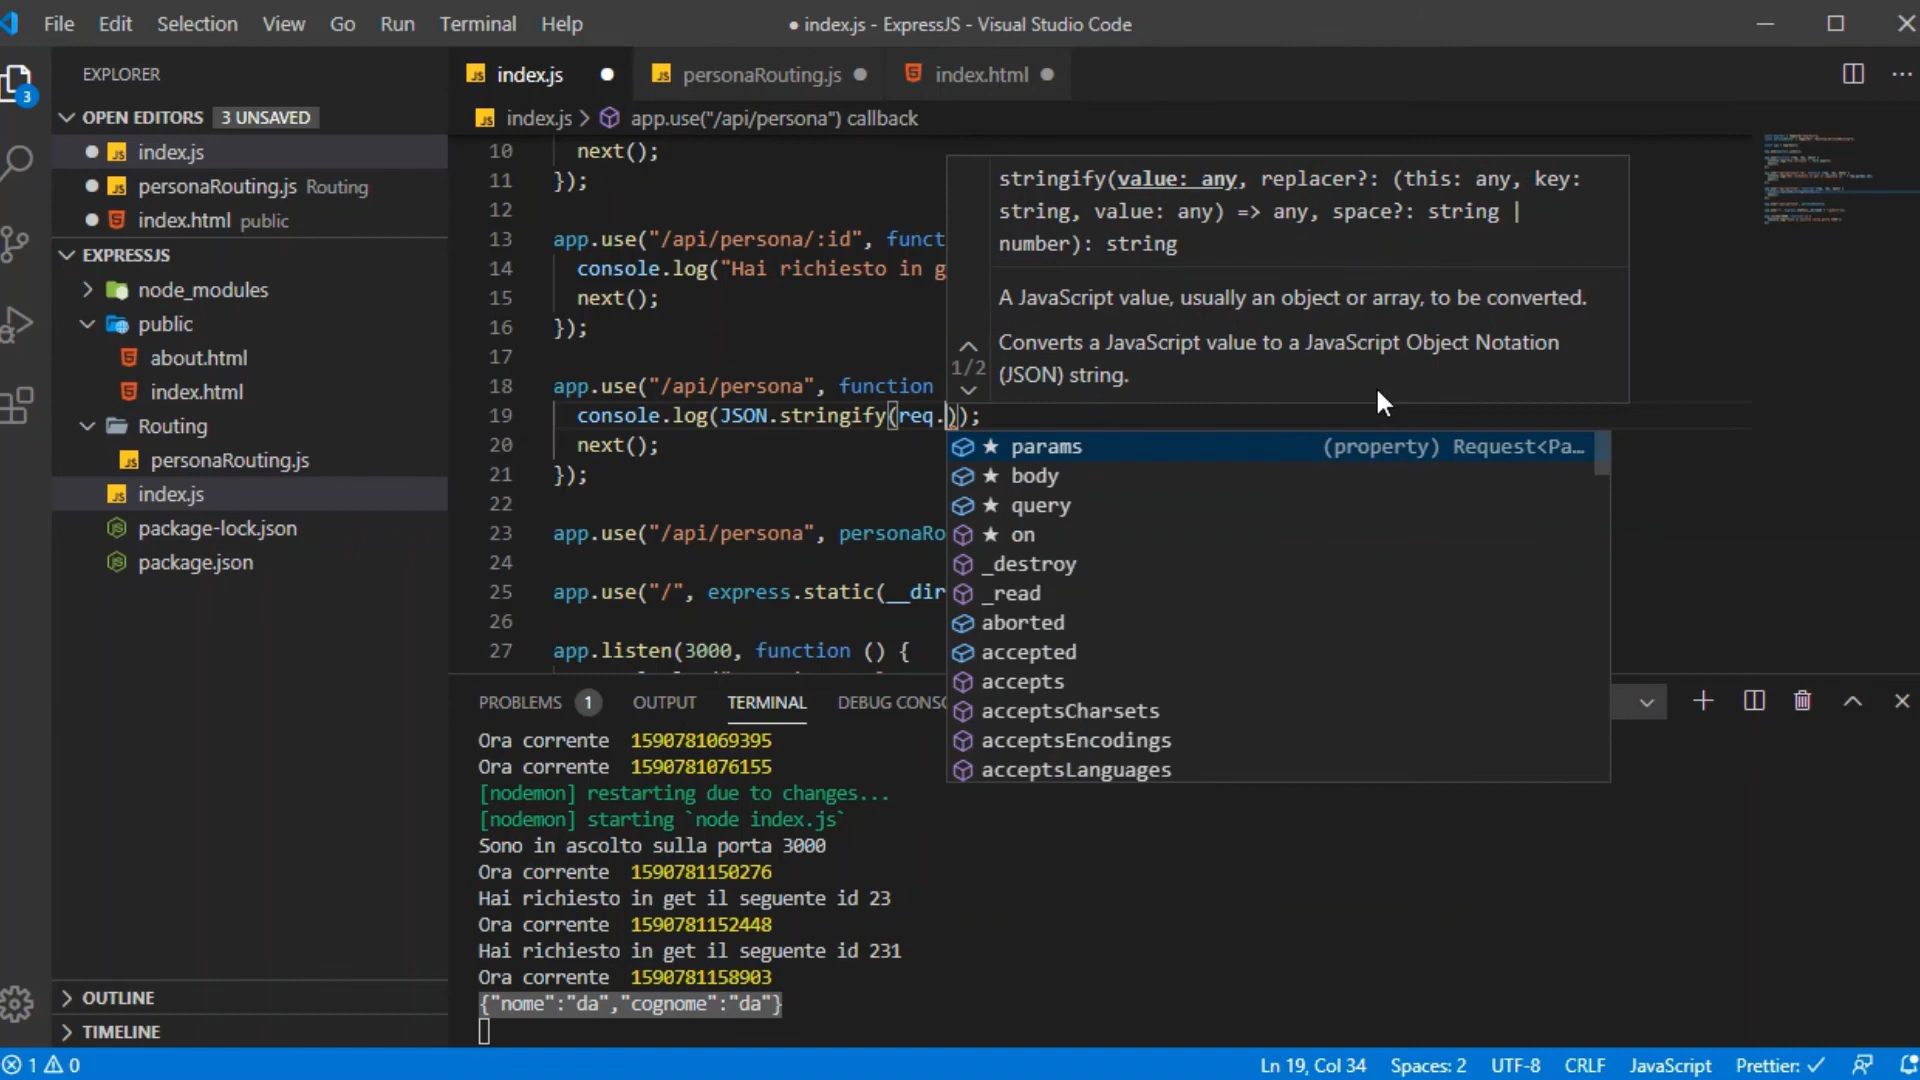 File Edit Selection View Go Run Terminal Help
● index.js - ExpressJS - Visual Studio Code
EXPLORER
3
OPEN EDITORS 3 UNSAVED
index.js
personaRouting.js Routing
index.html public
EXPRESSJS
node_modules
public
about.html
index.html
Routing
personaRouting.js
index.js
package-lock.json
package.json
OUTLINE
TIMELINE
index.js personaRouting.js index.html
index.js > app.use("/api/persona") callback
10 next();
11 });
12
13 app.use("/api/persona/:id", funct
14 console.log("Hai richiesto in g
15 next();
16 });
17
18 app.use("/api/persona", function
19 console.log(JSON.stringify(req.));
20 next();
21 });
22
23 app.use("/api/persona", personaRo
24
25 app.use("/", express.static(__dir
26
27 app.listen(3000, function () {
stringify(value: any, replacer?: (this: any, key:
string, value: any) => any, space?: string |
number): string
A JavaScript value, usually an object or array, to be converted.
1/2
Converts a JavaScript value to a JavaScript Object Notation
(JSON) string.
★ params (property) Request<Pa…
★ body
★ query
★ on
_destroy
_read
aborted
accepted
accepts
acceptsCharsets
acceptsEncodings
acceptsLanguages
PROBLEMS 1 OUTPUT TERMINAL DEBUG CONSO
Ora corrente 1590781069395
Ora corrente 1590781076155
[nodemon] restarting due to changes...
[nodemon] starting `node index.js`
Sono in ascolto sulla porta 3000
Ora corrente 1590781150276
Hai richiesto in get il seguente id 23
Ora corrente 1590781152448
Hai richiesto in get il seguente id 231
Ora corrente 1590781158903
{"nome":"da","cognome":"da"}
1 0 Ln 19, Col 34 Spaces: 2 UTF-8 CRLF JavaScript Prettier: ✓